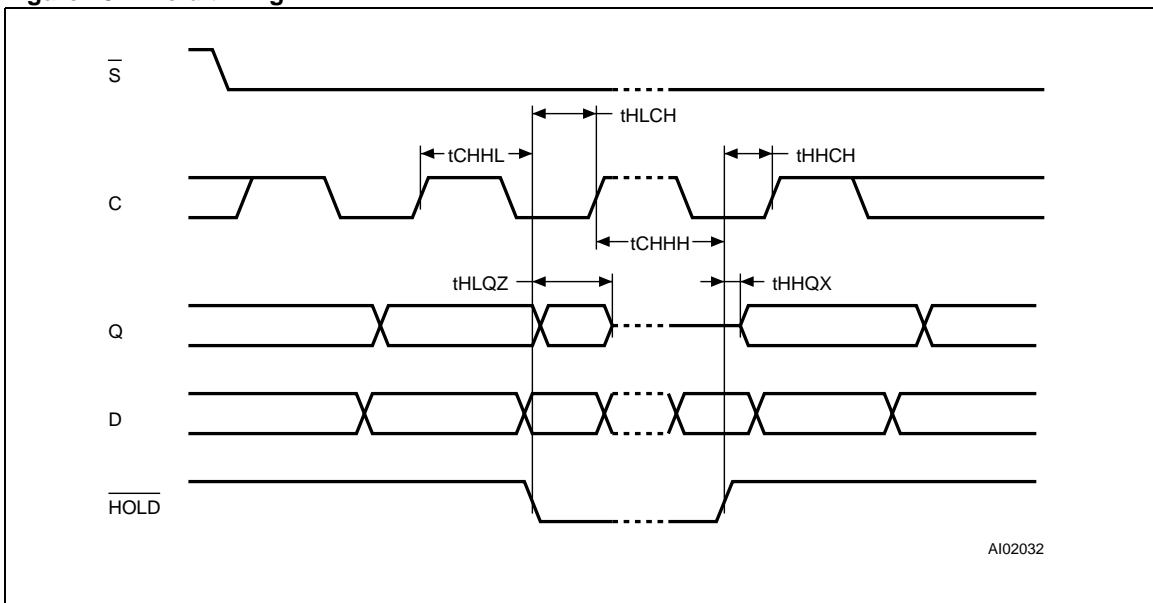 S
tHLCH
tCHHL
tHHCH
C
tCHHH
tHLQZ
tHHQX
Q
D
HOLD
AI02032